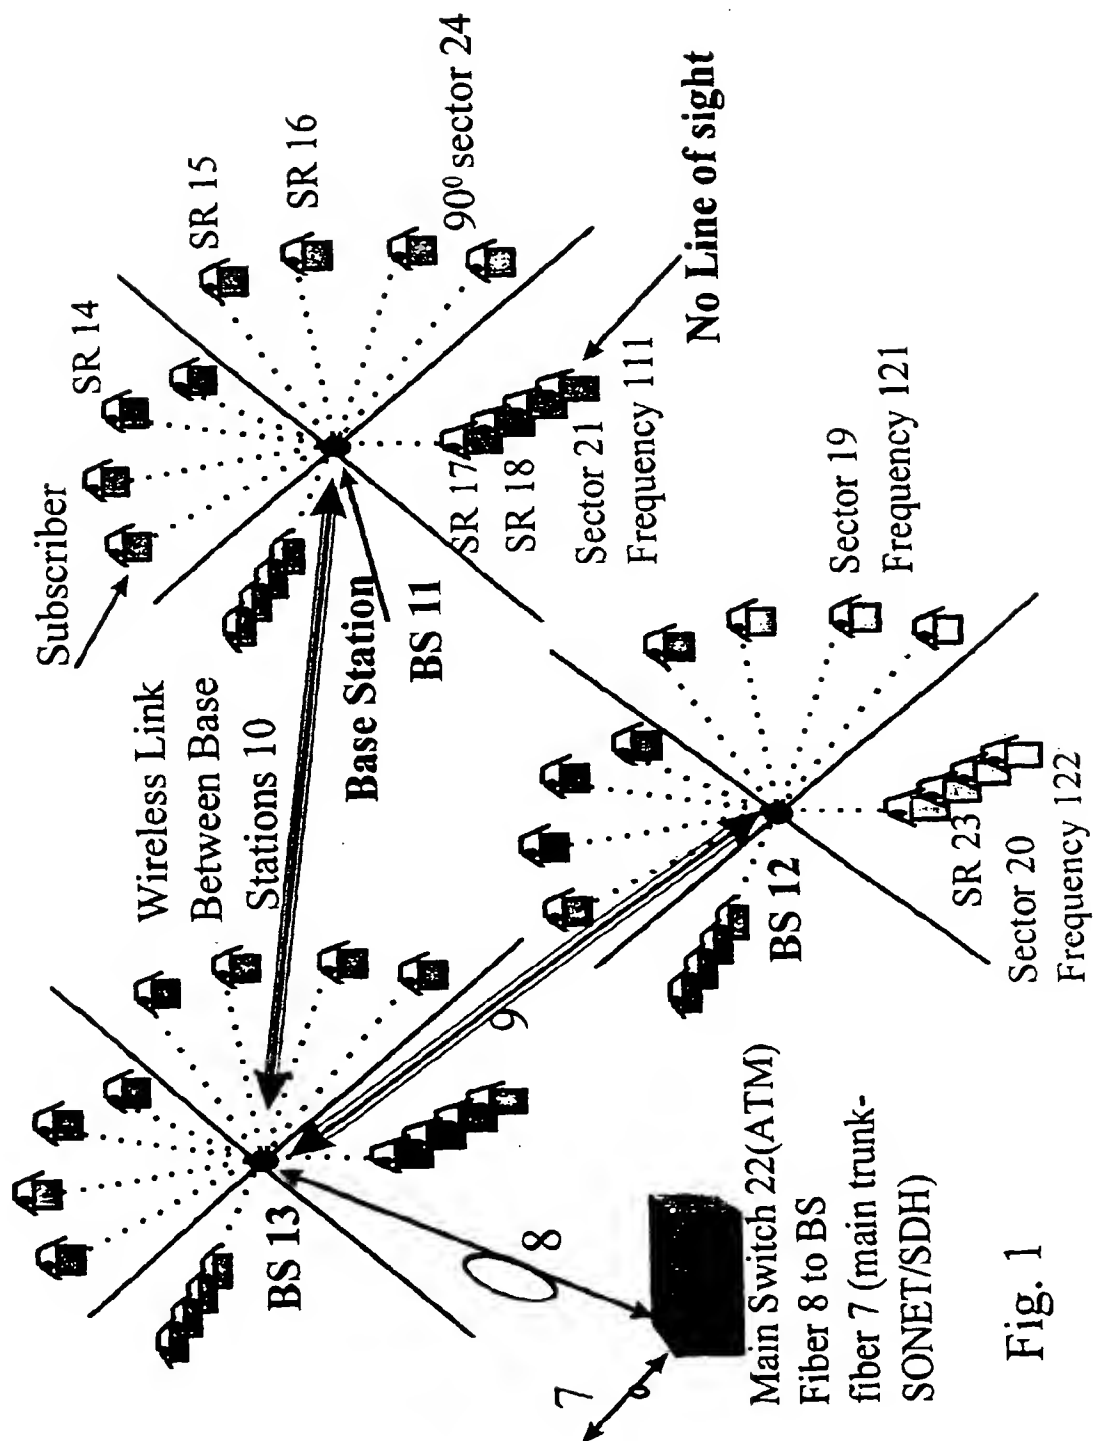 Subscriber
SR 14
SR 15
SR 16
90⁰ sector 24
No Line of sight
Wireless Link
Between Base
Stations 10
Base Station
BS 11
SR 17
SR 18
Sector 21
Frequency 111
Sector 19
Frequency 121
BS 13
9
BS 12
SR 23
Sector 20
Frequency 122
8
7
Main Switch 22(ATM)
Fiber 8 to BS
fiber 7 (main trunk-
SONET/SDH)
Fig. 1